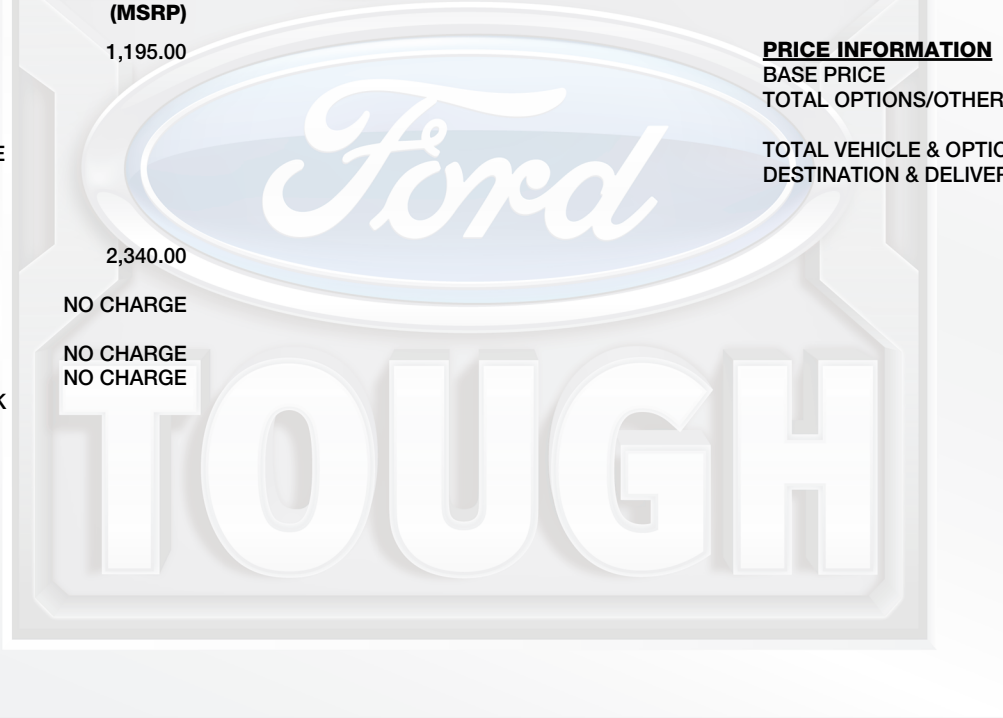 (MSRP)
1,195.00
E
2,340.00
NO CHARGE
NO CHARGE
NO CHARGE
K
PRICE INFORMATION
BASE PRICE
TOTAL OPTIONS/OTHER
TOTAL VEHICLE & OPTIO
DESTINATION & DELIVER
Ford
TOUGH